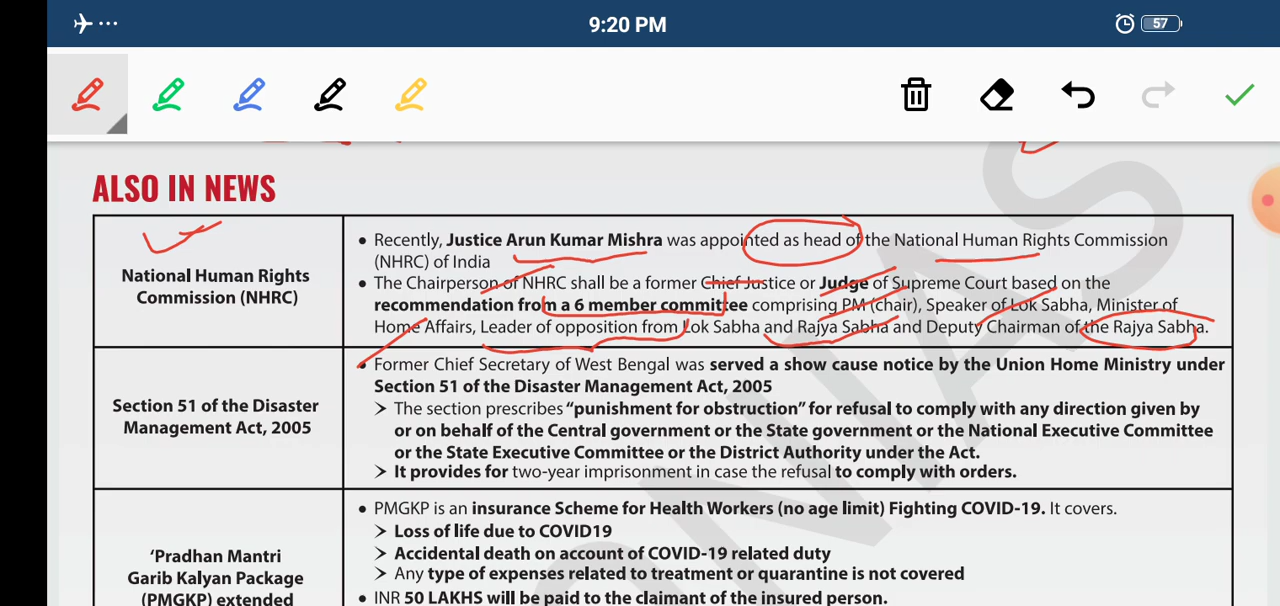 9:20 PM
57
ALSO IN NEWS
National Human Rights
Commission (NHRC)
• Recently, Justice Arun Kumar Mishra was appointed as head of the National Human Rights Commission
(NHRC) of India
• The Chairperson of NHRC shall be a former Chief Justice or Judge of Supreme Court based on the
recommendation from a 6 member committee comprising PM (chair), Speaker of Lok Sabha, Minister of
Home Affairs, Leader of opposition from Lok Sabha and Rajya Sabha and Deputy Chairman of the Rajya Sabha.
Section 51 of the Disaster
Management Act, 2005
• Former Chief Secretary of West Bengal was served a show cause notice by the Union Home Ministry under
Section 51 of the Disaster Management Act, 2005
➤ The section prescribes “punishment for obstruction” for refusal to comply with any direction given by
or on behalf of the Central government or the State government or the National Executive Committee
or the State Executive Committee or the District Authority under the Act.
➤ It provides for two-year imprisonment in case the refusal to comply with orders.
‘Pradhan Mantri
Garib Kalyan Package
(PMGKP) extended
• PMGKP is an insurance Scheme for Health Workers (no age limit) Fighting COVID-19. It covers.
➤ Loss of life due to COVID19
➤ Accidental death on account of COVID-19 related duty
➤ Any type of expenses related to treatment or quarantine is not covered
• INR 50 LAKHS will be paid to the claimant of the insured person.